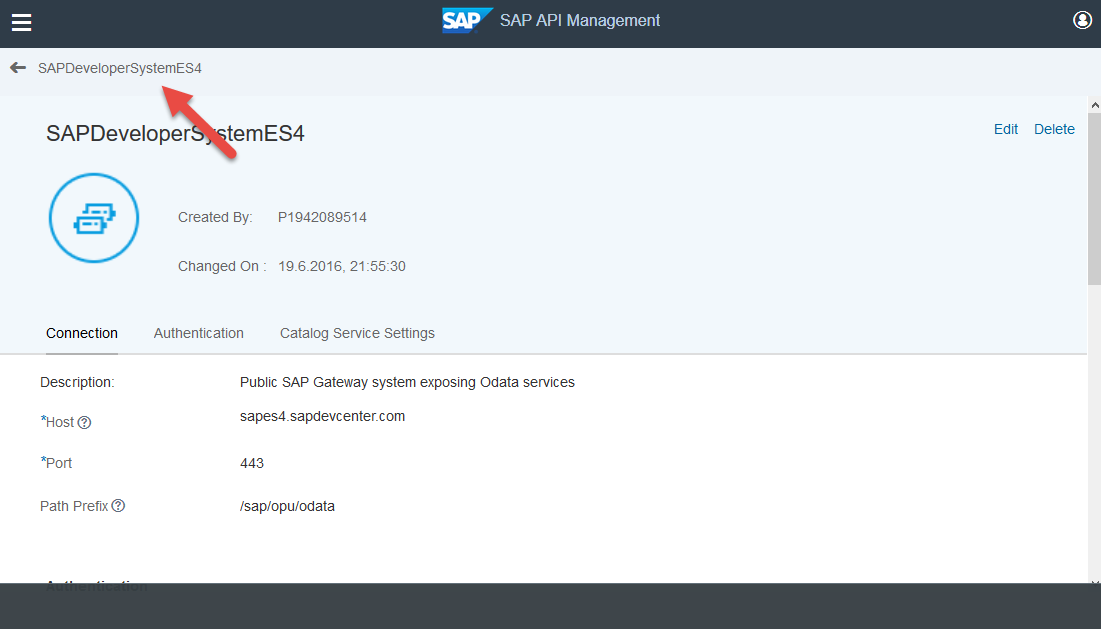 SAP SAP API Management
SAPDeveloperSystemES4
SAPDeveloperSystemES4
Edit Delete
Created By: P1942089514
Changed On : 19.6.2016, 21:55:30
Connection Authentication Catalog Service Settings
Description: Public SAP Gateway system exposing Odata services
*Host sapes4.sapdevcenter.com
*Port 443
Path Prefix /sap/opu/odata
Authentication